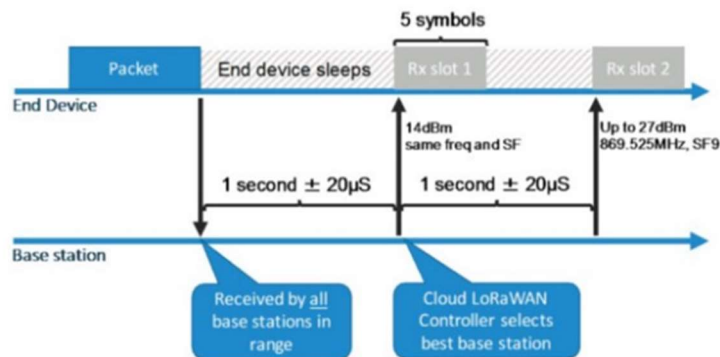 5 symbols
Packet
End device sleeps
Rx slot 1
Rx slot 2
End Device
14dBm
same freq and SF
Up to 27dBm
869.525MHz, SF9
1 second ± 20µS
1 second ± 20µS
Base station
Received by all
base stations in
range
Cloud LoRaWAN
Controller selects
best base station